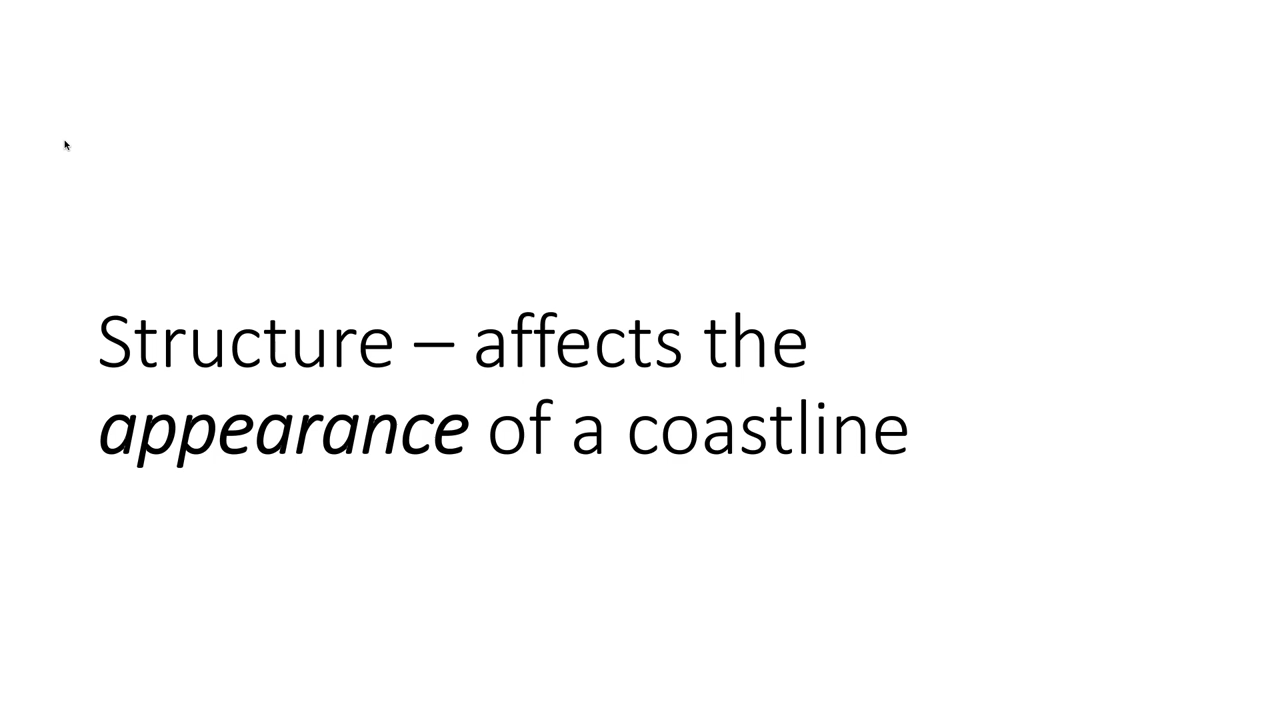 Structure – affects the
appearance of a coastline